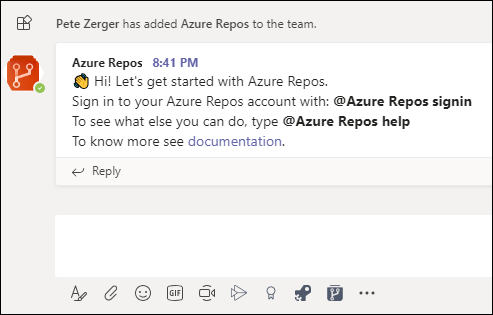 Pete Zerger has added Azure Repos to the team.
Azure Repos 8:41 PM
👋 Hi! Let's get started with Azure Repos.
Sign in to your Azure Repos account with: @Azure Repos signin
To see what else you can do, type @Azure Repos help
To know more see documentation.
Reply
GIF